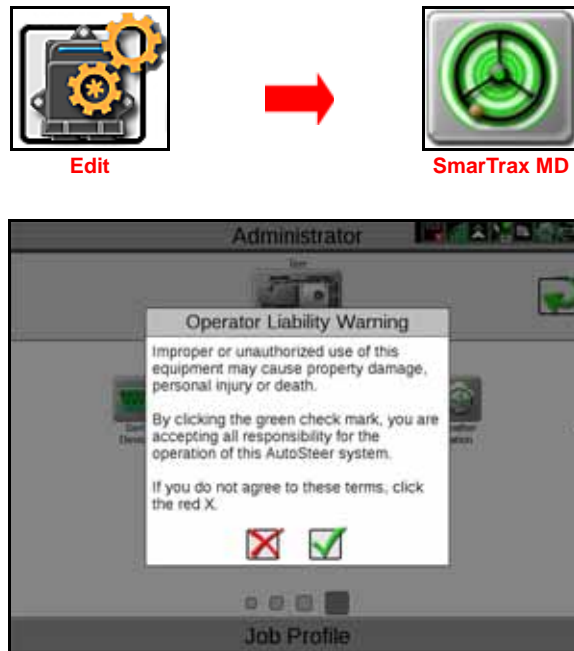 Edit
SmarTrax MD
Administrator
Operator Liability Warning
Improper or unauthorized use of this
equipment may cause property damage,
personal injury or death.
By clicking the green check mark, you are
accepting all responsibility for the
operation of this AutoSteer system.
If you do not agree to these terms, click
the red X.
Job Profile